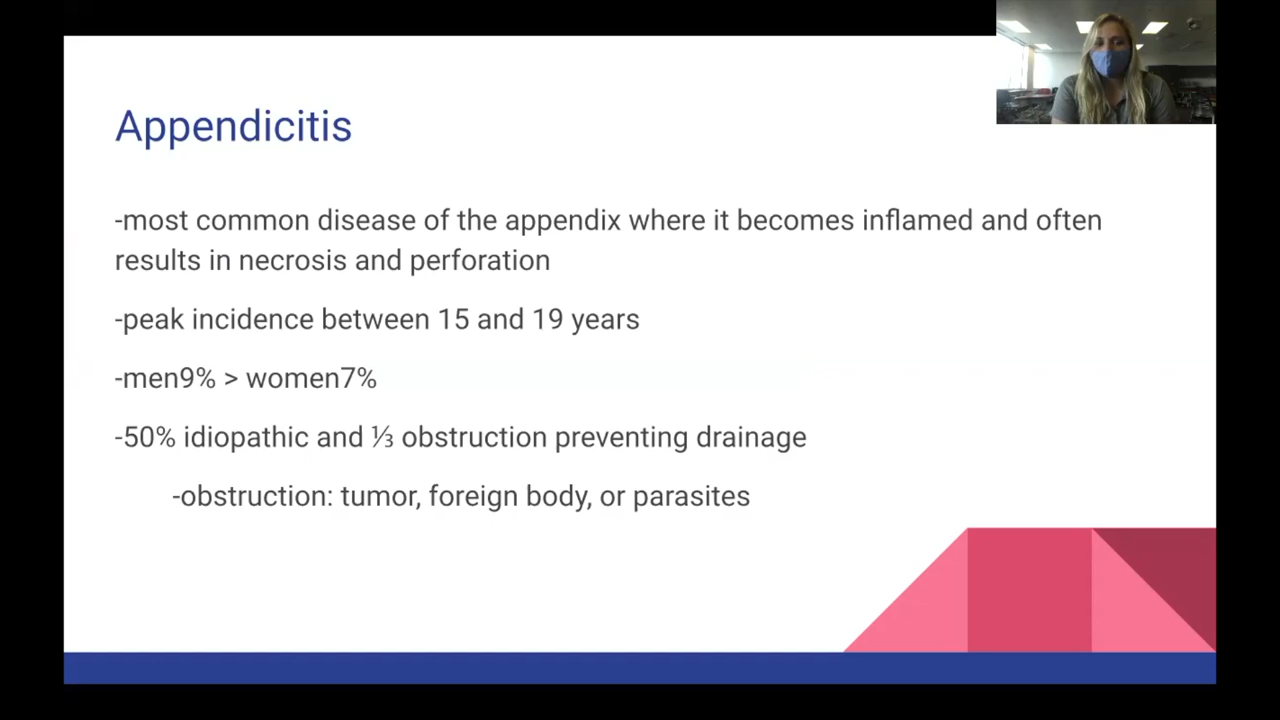 Appendicitis
-most common disease of the appendix where it becomes inflamed and often
results in necrosis and perforation
-peak incidence between 15 and 19 years
-men9% > women7%
-50% idiopathic and ⅓ obstruction preventing drainage
-obstruction: tumor, foreign body, or parasites